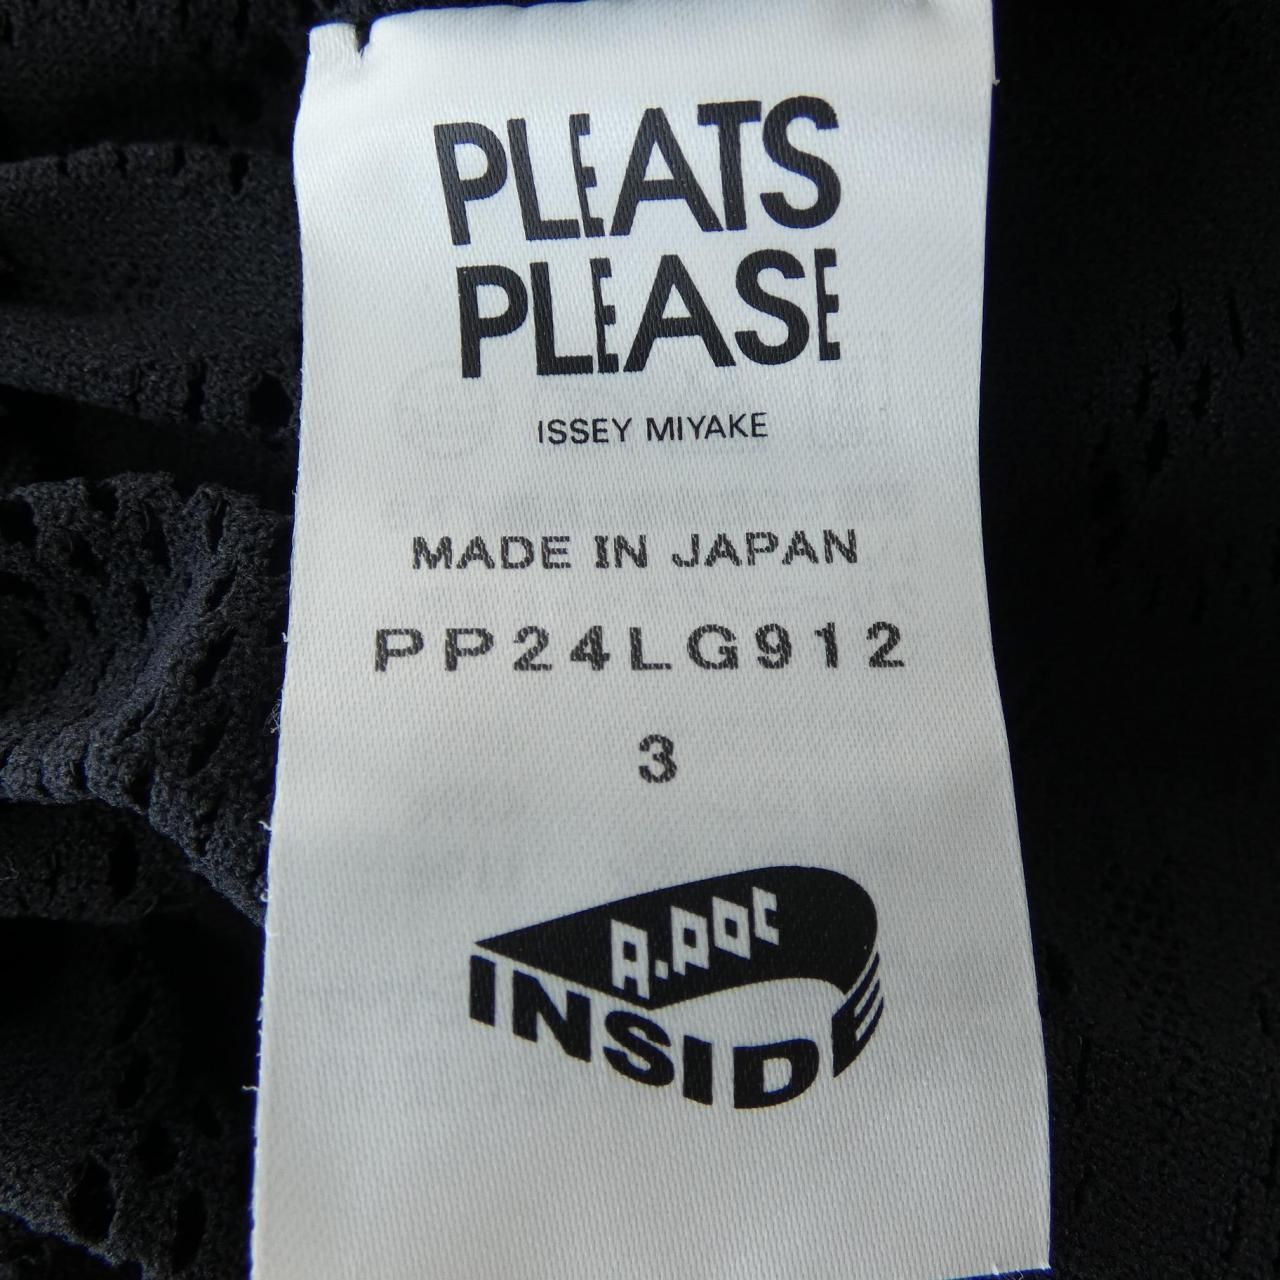 PLEATS
PLEASE
ISSEY MIYAKE
MADE IN JAPAN
PP24LG912
3
A.POC
INSIDE